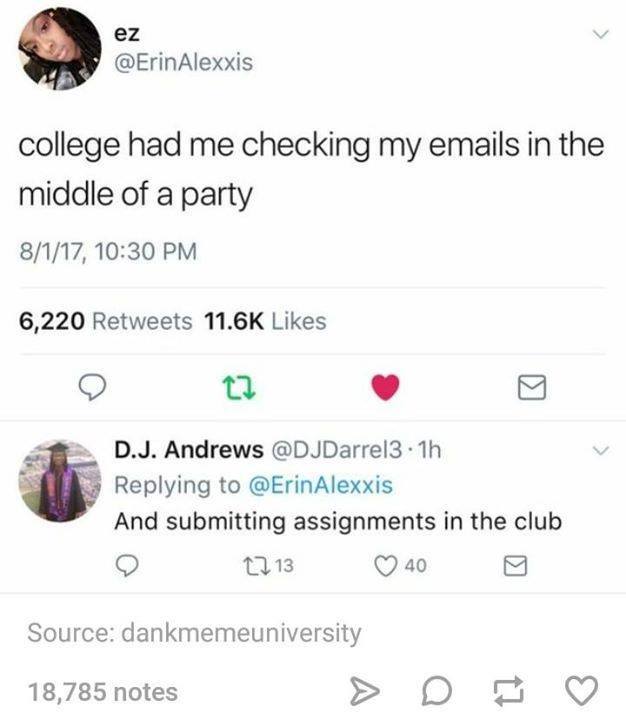 ez
@ErinAlexxis
college had me checking my emails in the
middle of a party
8/1/17, 10:30 PM
6,220 Retweets 11.6K Likes
D.J. Andrews @DJDarrel3 · 1h
Replying to @ErinAlexxis
And submitting assignments in the club
13 40
Source: dankmemeuniversity
18,785 notes